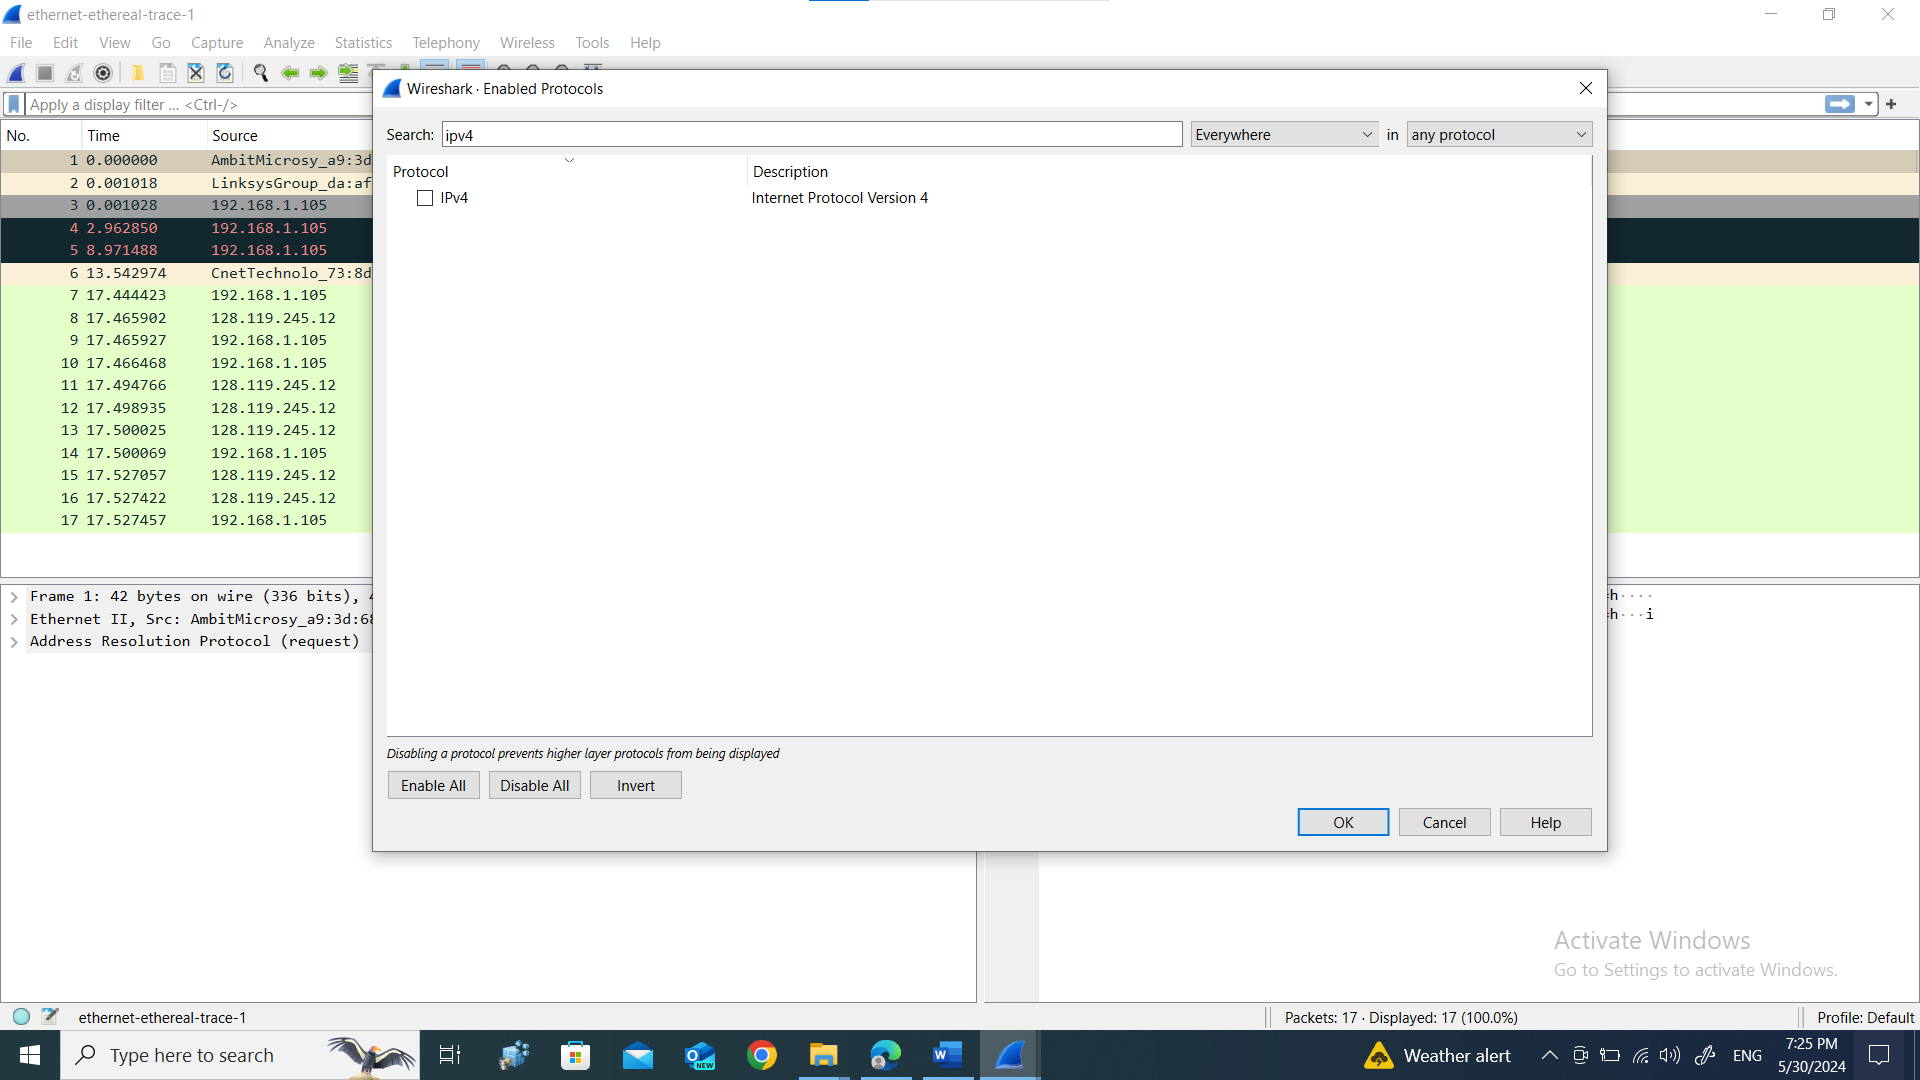 ethernet-ethereal-trace-1
File Edit View Go Capture Analyze Statistics Telephony Wireless Tools Help
Apply a display filter ... <Ctrl-/>
No. Time Source
1 0.000000 AmbitMicrosy_a9:3d
2 0.001018 LinksysGroup_da:af
3 0.001028 192.168.1.105
4 2.962850 192.168.1.105
5 8.971488 192.168.1.105
6 13.542974 CnetTechnolo_73:8d
7 17.444423 192.168.1.105
8 17.465902 128.119.245.12
9 17.465927 192.168.1.105
10 17.466468 192.168.1.105
11 17.494766 128.119.245.12
12 17.498935 128.119.245.12
13 17.500025 128.119.245.12
14 17.500069 192.168.1.105
15 17.527057 128.119.245.12
16 17.527422 128.119.245.12
17 17.527457 192.168.1.105
Wireshark · Enabled Protocols
Search: ipv4 Everywhere in any protocol
Protocol Description
IPv4 Internet Protocol Version 4
Disabling a protocol prevents higher layer protocols from being displayed
Enable All Disable All Invert
OK Cancel Help
Frame 1: 42 bytes on wire (336 bits),
Ethernet II, Src: AmbitMicrosy_a9:3d:68
Address Resolution Protocol (request)
h····
h···i
Activate Windows
Go to Settings to activate Windows.
ethernet-ethereal-trace-1 Packets: 17 · Displayed: 17 (100.0%) Profile: Default
Type here to search NEW Weather alert ENG 7:25 PM
5/30/2024